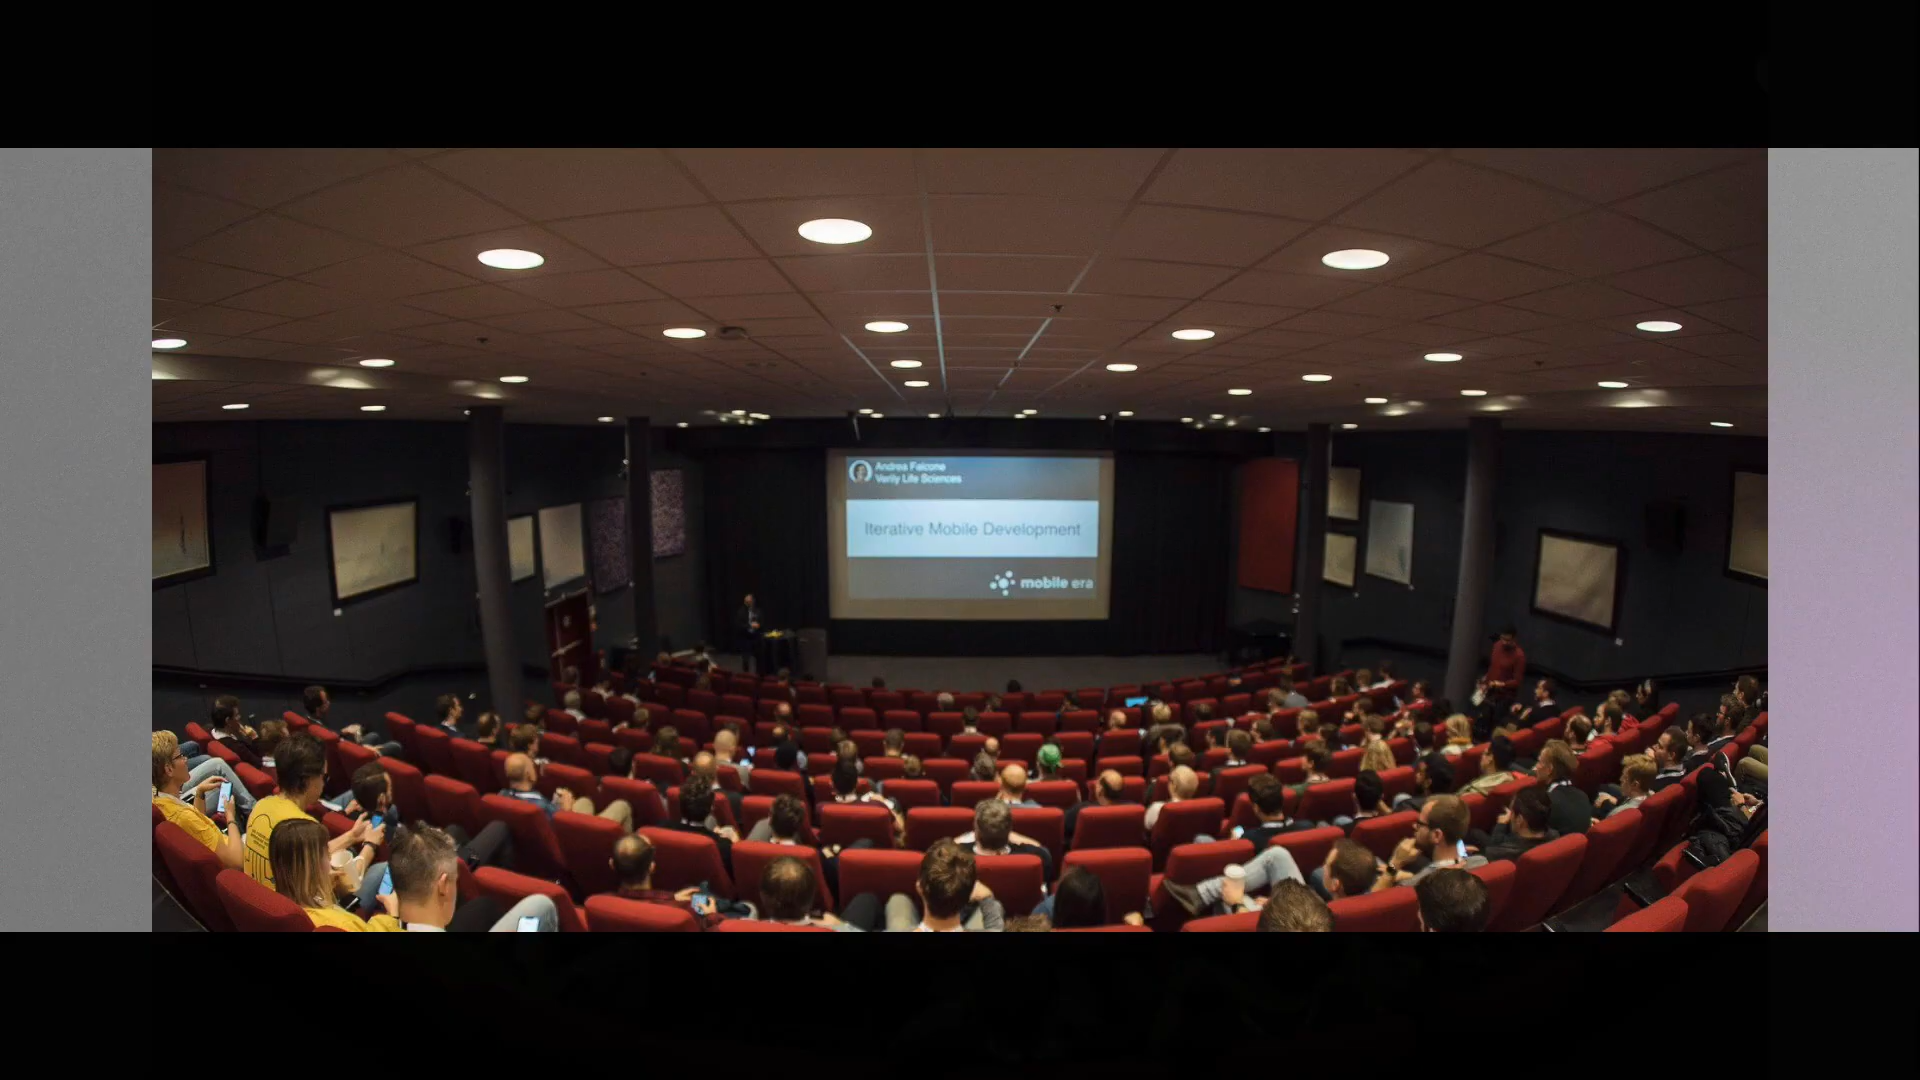 Andrea Falcone
Verily Life Sciences
Iterative Mobile Development
mobile era